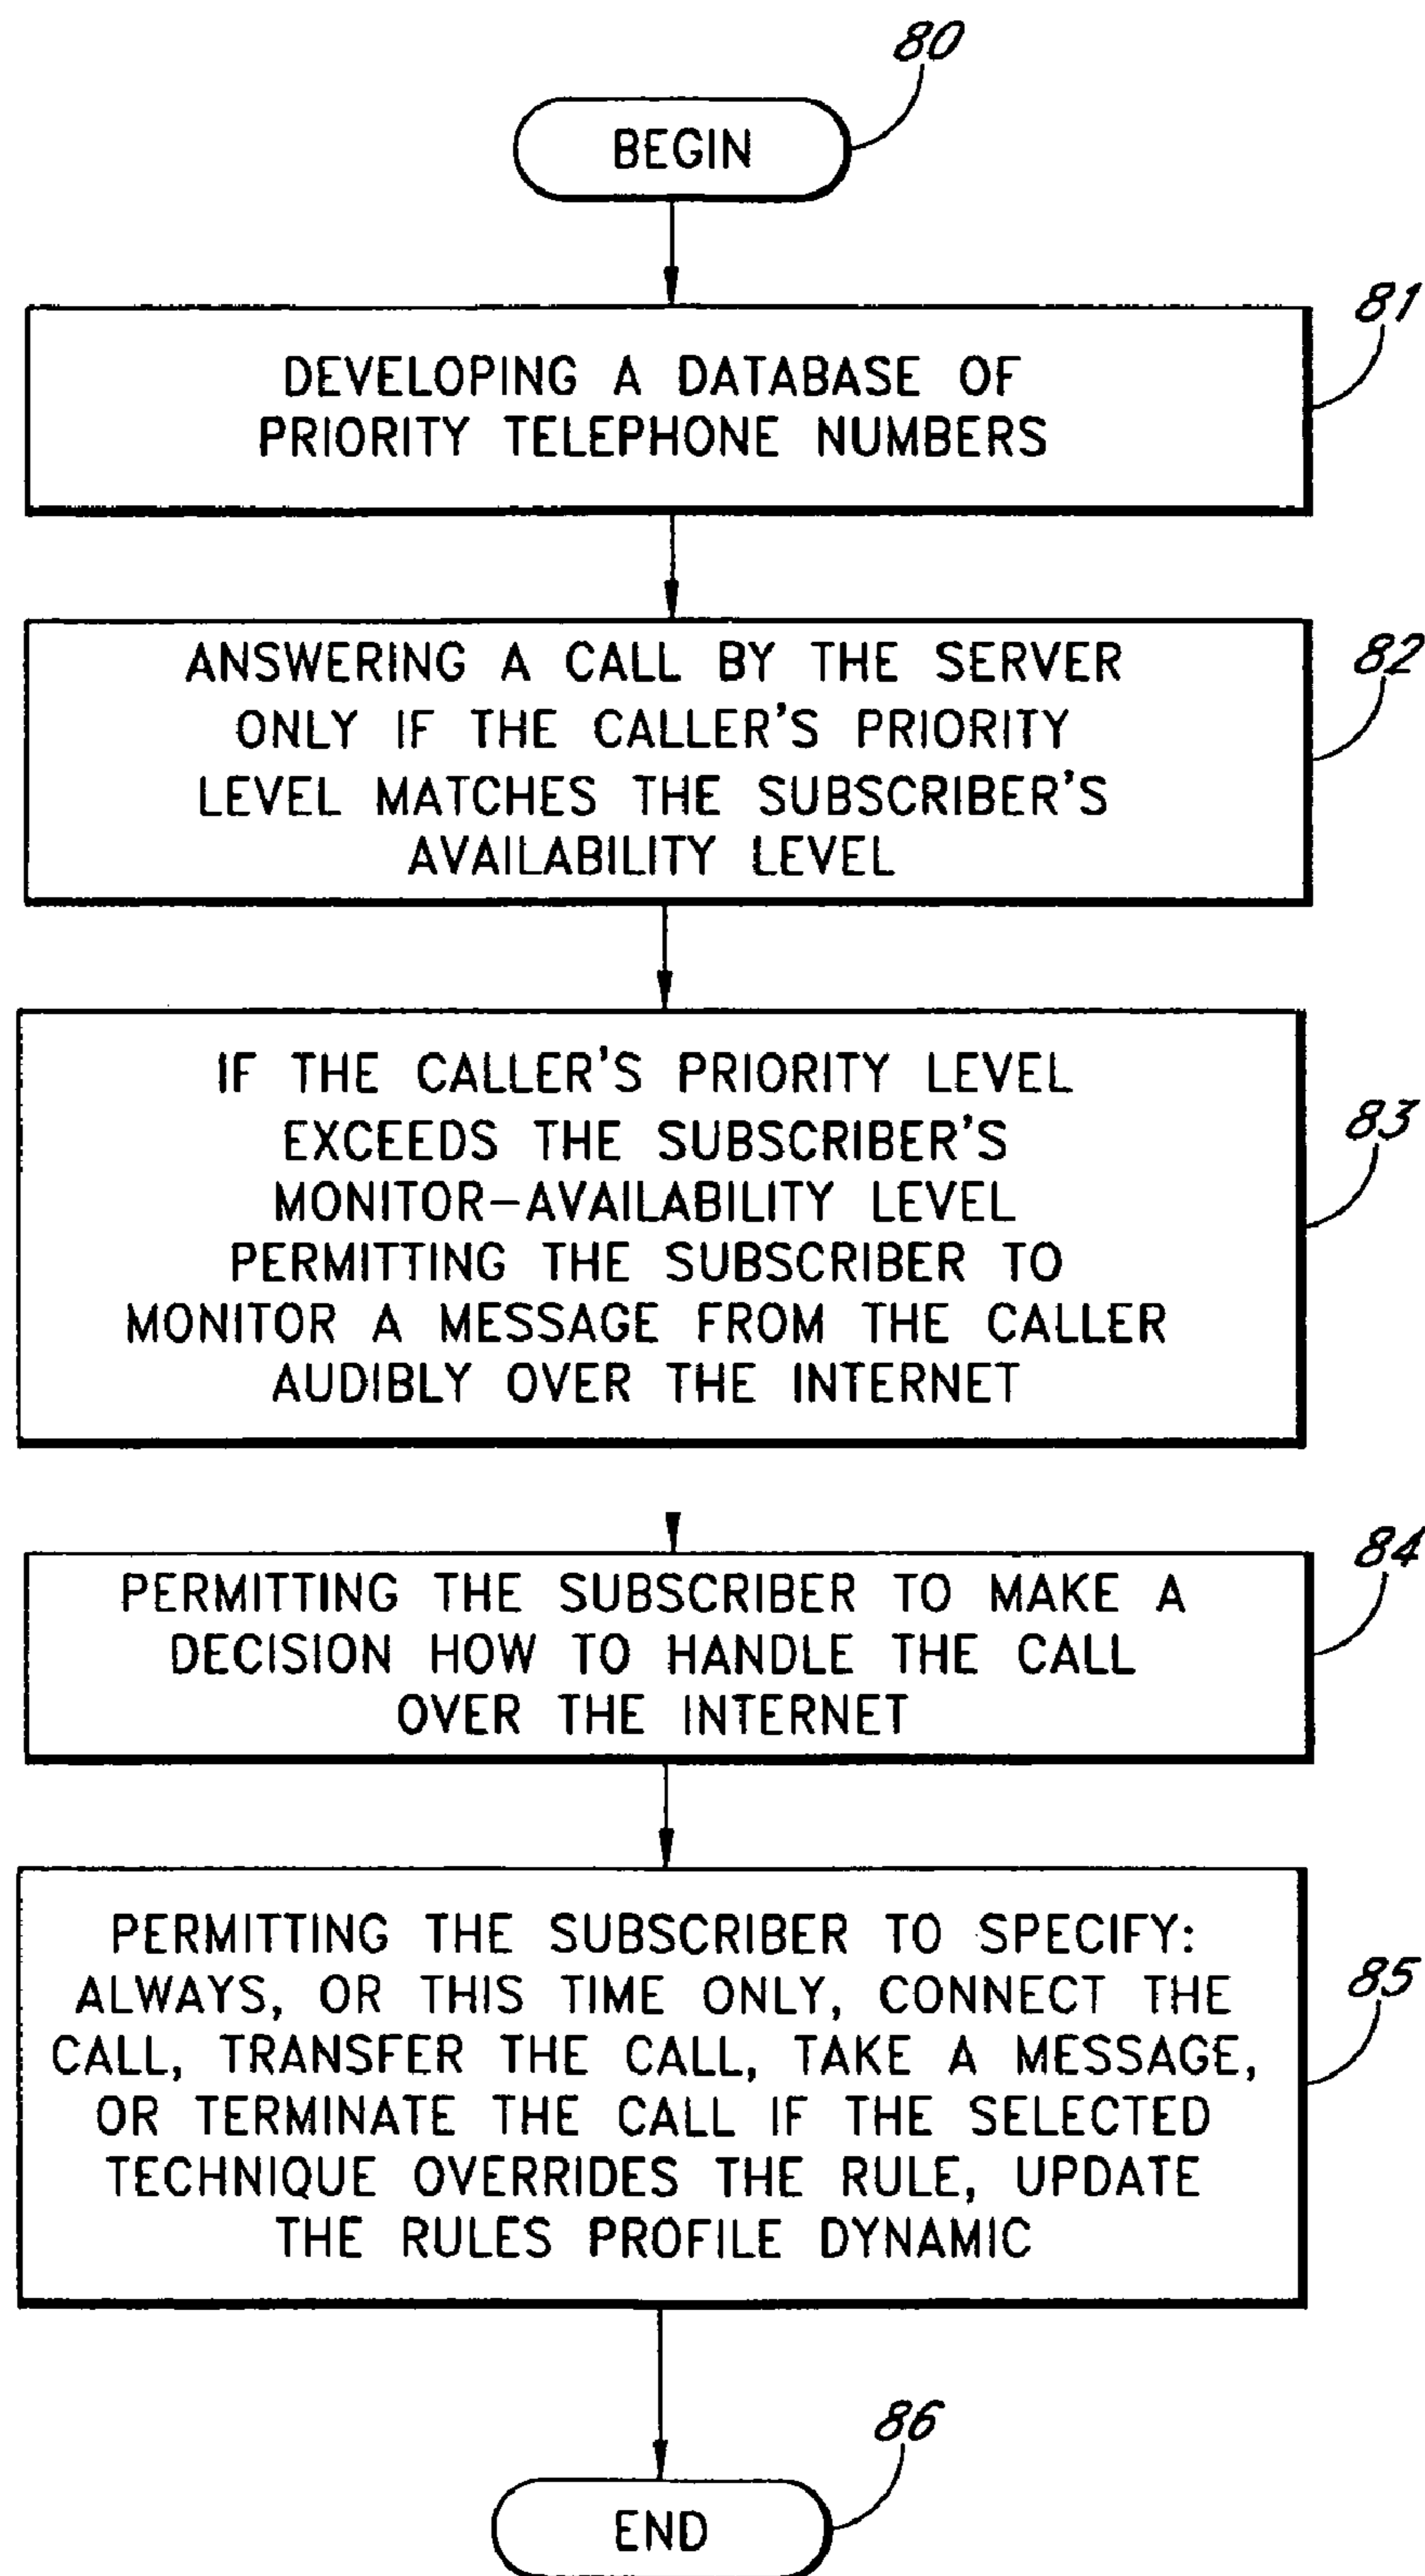 80
BEGIN
81
DEVELOPING A DATABASE OF
PRIORITY TELEPHONE NUMBERS
82
ANSWERING A CALL BY THE SERVER
ONLY IF THE CALLER'S PRIORITY
LEVEL MATCHES THE SUBSCRIBER'S
AVAILABILITY LEVEL
83
IF THE CALLER'S PRIORITY LEVEL
EXCEEDS THE SUBSCRIBER'S
MONITOR-AVAILABILITY LEVEL
PERMITTING THE SUBSCRIBER TO
MONITOR A MESSAGE FROM THE CALLER
AUDIBLY OVER THE INTERNET
84
PERMITTING THE SUBSCRIBER TO MAKE A
DECISION HOW TO HANDLE THE CALL
OVER THE INTERNET
85
PERMITTING THE SUBSCRIBER TO SPECIFY:
ALWAYS, OR THIS TIME ONLY, CONNECT THE
CALL, TRANSFER THE CALL, TAKE A MESSAGE,
OR TERMINATE THE CALL IF THE SELECTED
TECHNIQUE OVERRIDES THE RULE, UPDATE
THE RULES PROFILE DYNAMIC
86
END